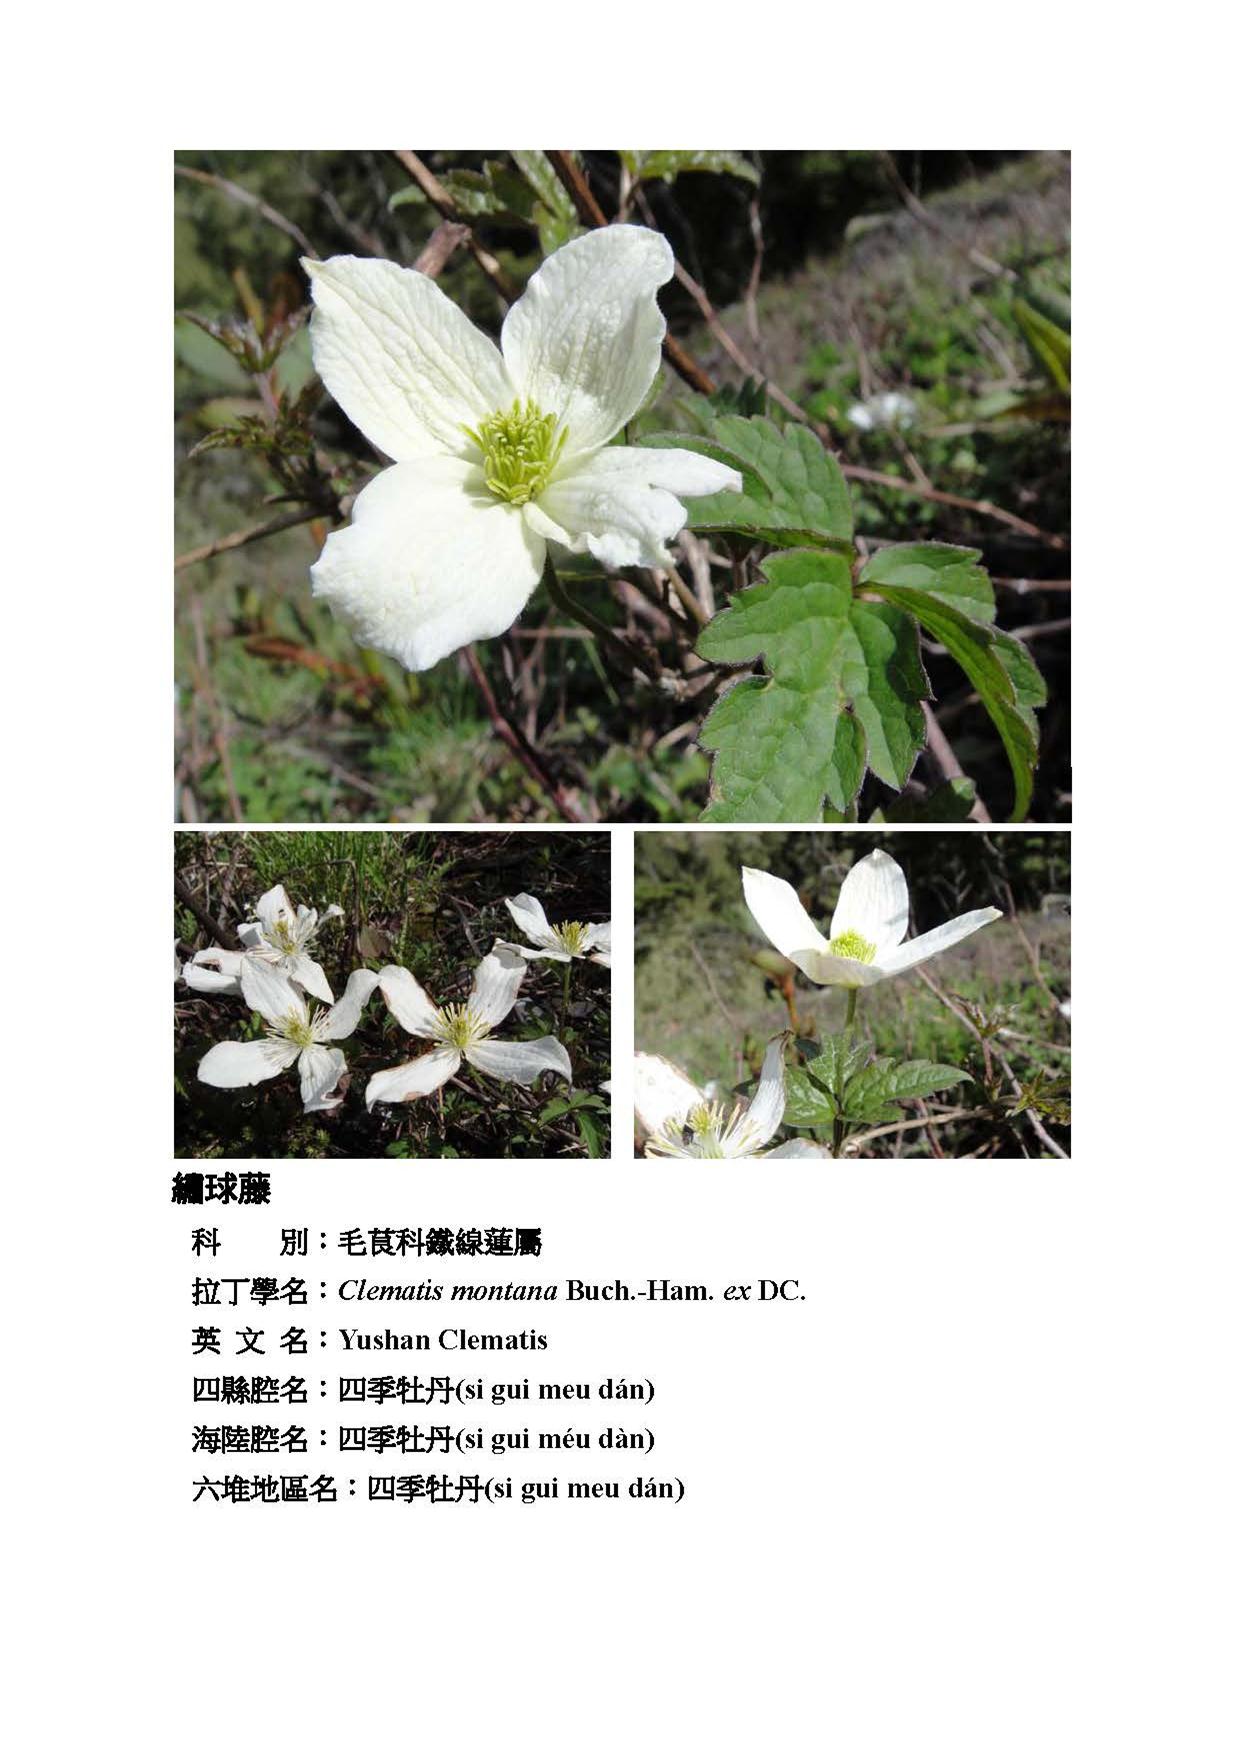 繡球藤
科　　別：毛茛科鐵線蓮屬
拉丁學名：Clematis montana Buch.-Ham. ex DC.
英 文 名：Yushan Clematis
四縣腔名：四季牡丹(si gui meu dán)
海陸腔名：四季牡丹(si gui méu dàn)
六堆地區名：四季牡丹(si gui meu dán)